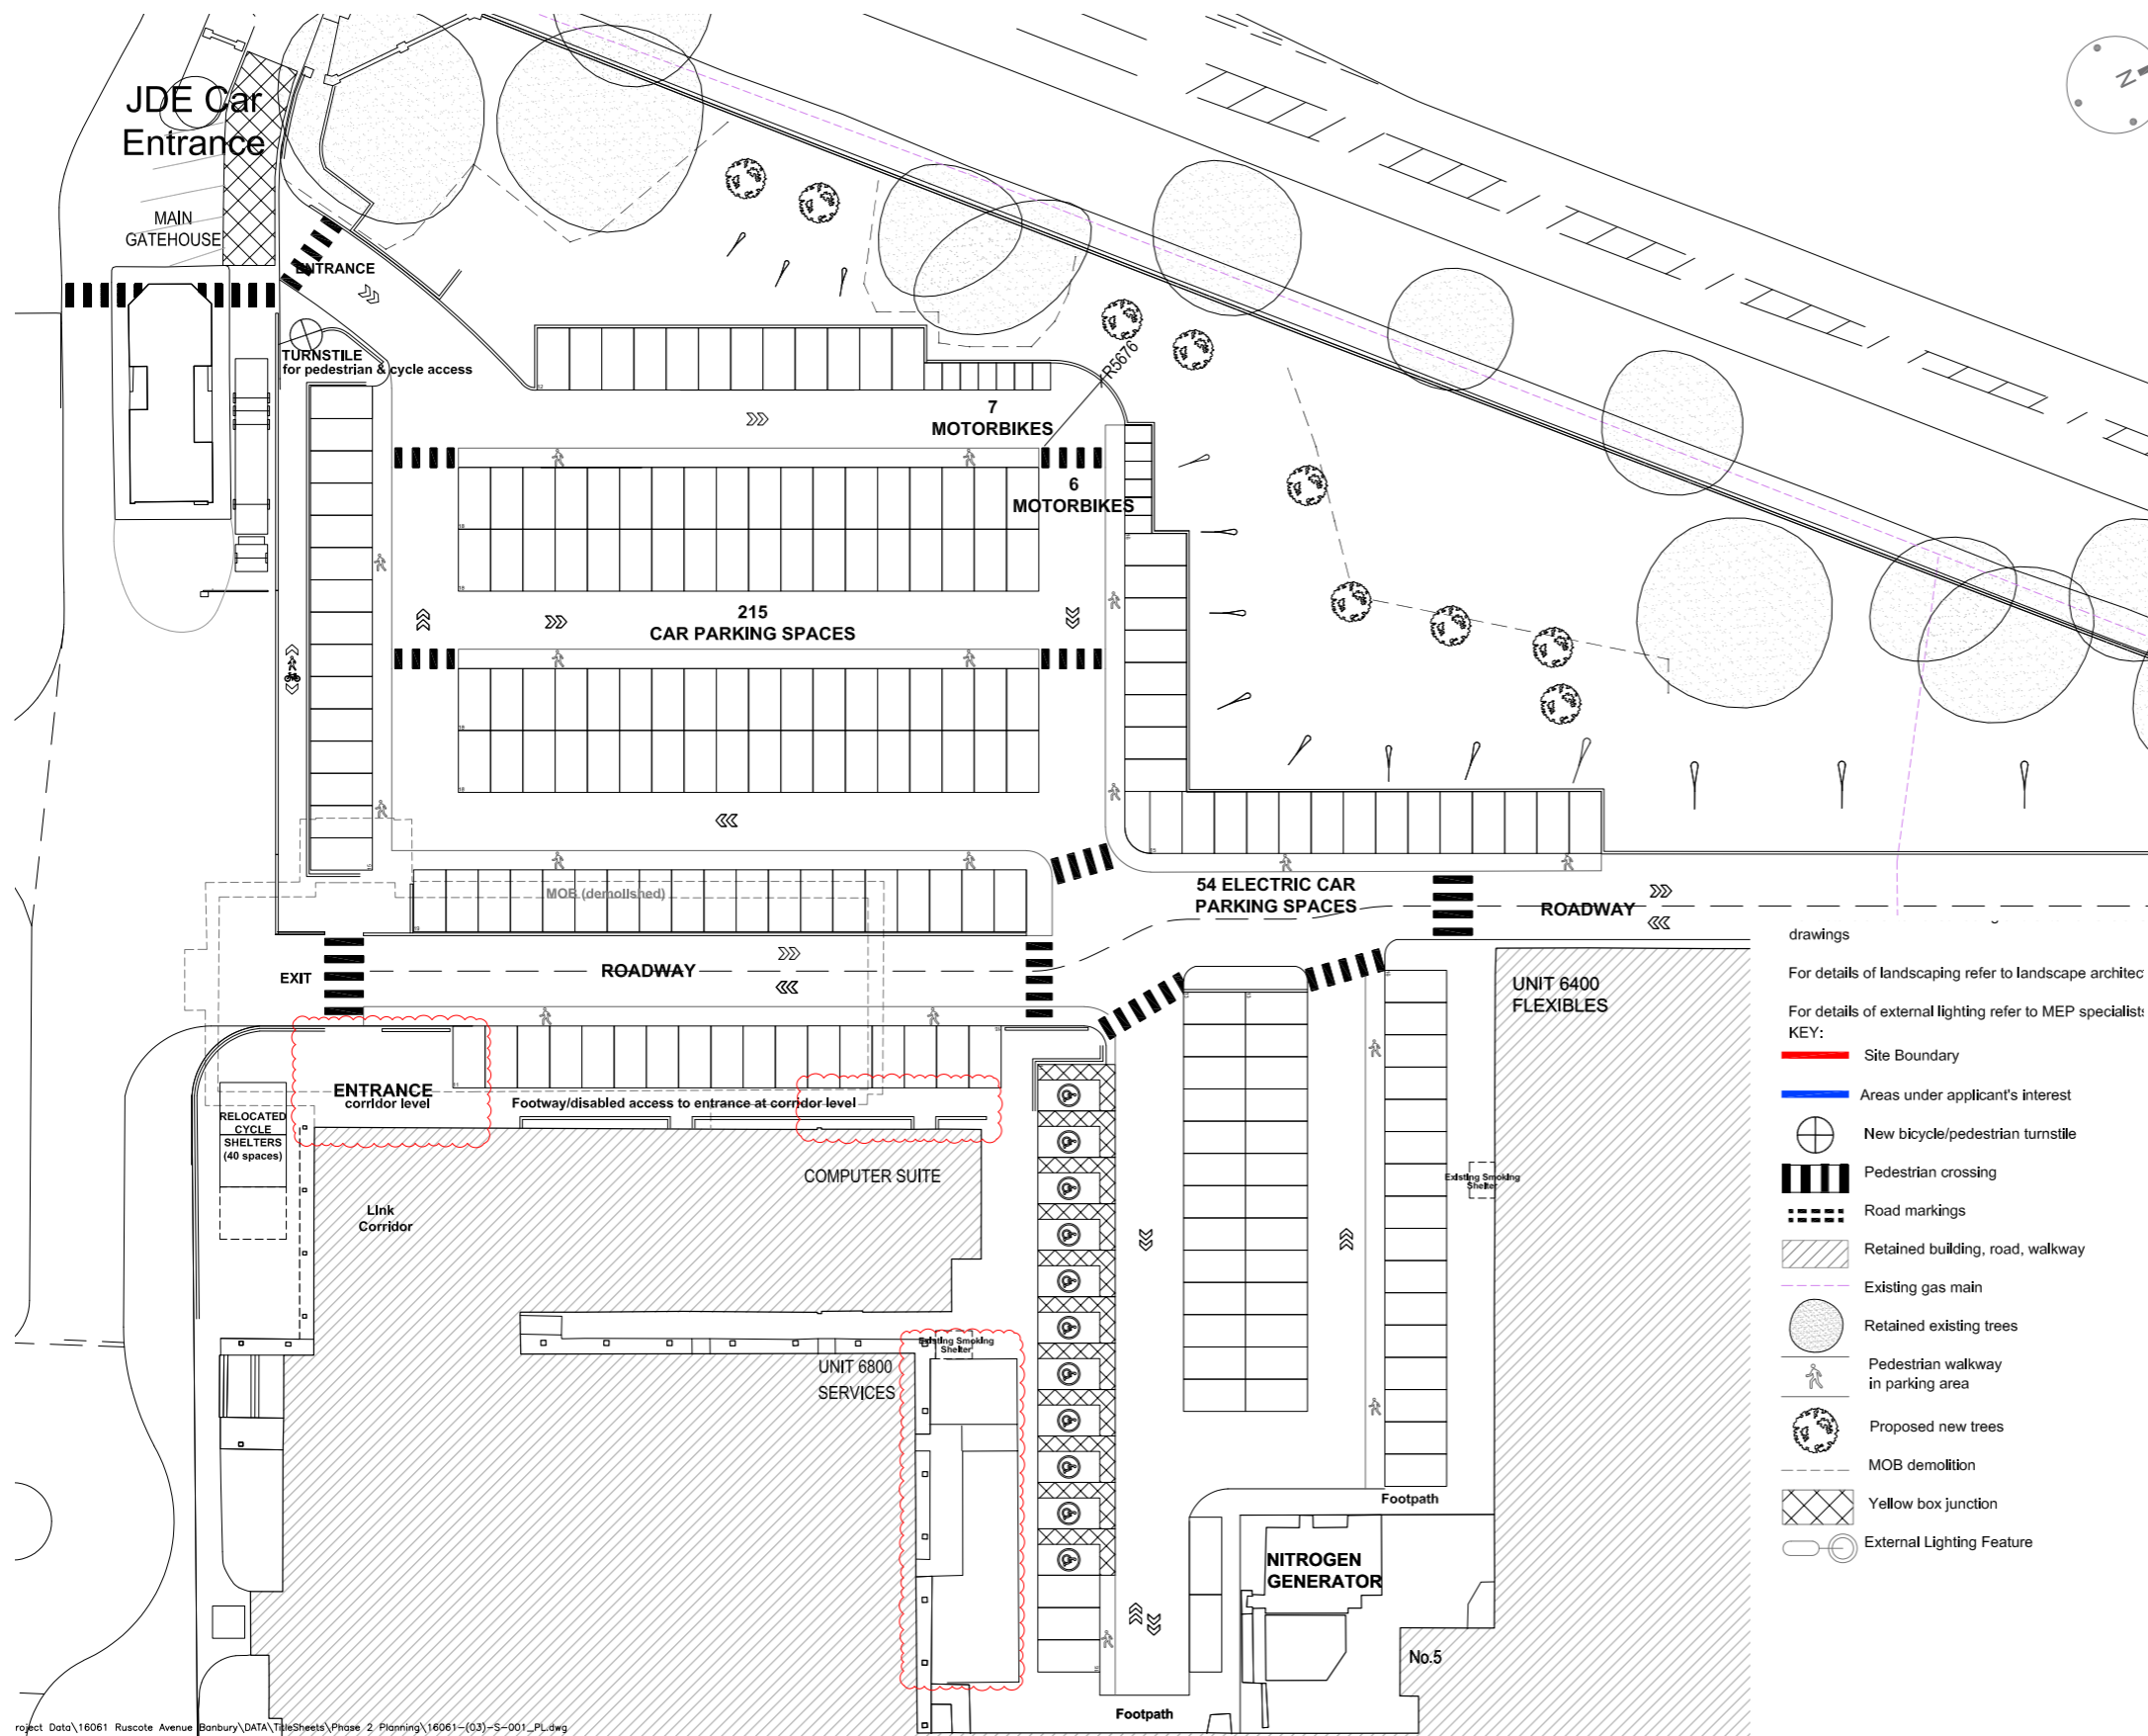 JDE Car
Entrance
MAIN
GATEHOUSE
ENTRANCE
TURNSTILE
for pedestrian & cycle access
R5676
7
MOTORBIKES
6
MOTORBIKES
215
CAR PARKING SPACES
MOB (demolished)
54 ELECTRIC CAR
PARKING SPACES
ROADWAY
EXIT
ROADWAY
UNIT 6400
FLEXIBLES
ENTRANCE
corridor level
Footway/disabled access to entrance at corridor level
RELOCATED
CYCLE
SHELTERS
(40 spaces)
COMPUTER SUITE
Link
Corridor
Existing Smoking
Shelter
Existing Smoking
Shelter
UNIT 6800
SERVICES
Footpath
NITROGEN
GENERATOR
No.5
Footpath
N
drawings
For details of landscaping refer to landscape architec
For details of external lighting refer to MEP specialists
KEY:
Site Boundary
Areas under applicant's interest
New bicycle/pedestrian turnstile
Pedestrian crossing
Road markings
Retained building, road, walkway
Existing gas main
Retained existing trees
Pedestrian walkway
in parking area
Proposed new trees
MOB demolition
Yellow box junction
External Lighting Feature
roject Data\16061 Ruscote Avenue Banbury\DATA\TitleSheets\Phase 2 Planning\16061-(03)-S-001_PL.dwg